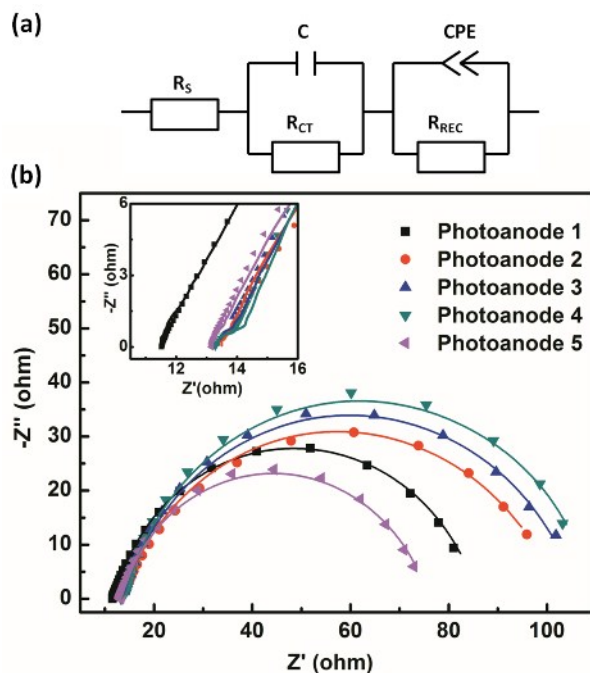 (a)
C
CPE
R_S
R_CT
R_REC
(b)
70
60
50
40
30
20
10
0
-Z'' (ohm)
20
40
60
80
100
Z' (ohm)
6
3
0
-Z'' (ohm)
12
14
16
Z'(ohm)
Photoanode 1
Photoanode 2
Photoanode 3
Photoanode 4
Photoanode 5